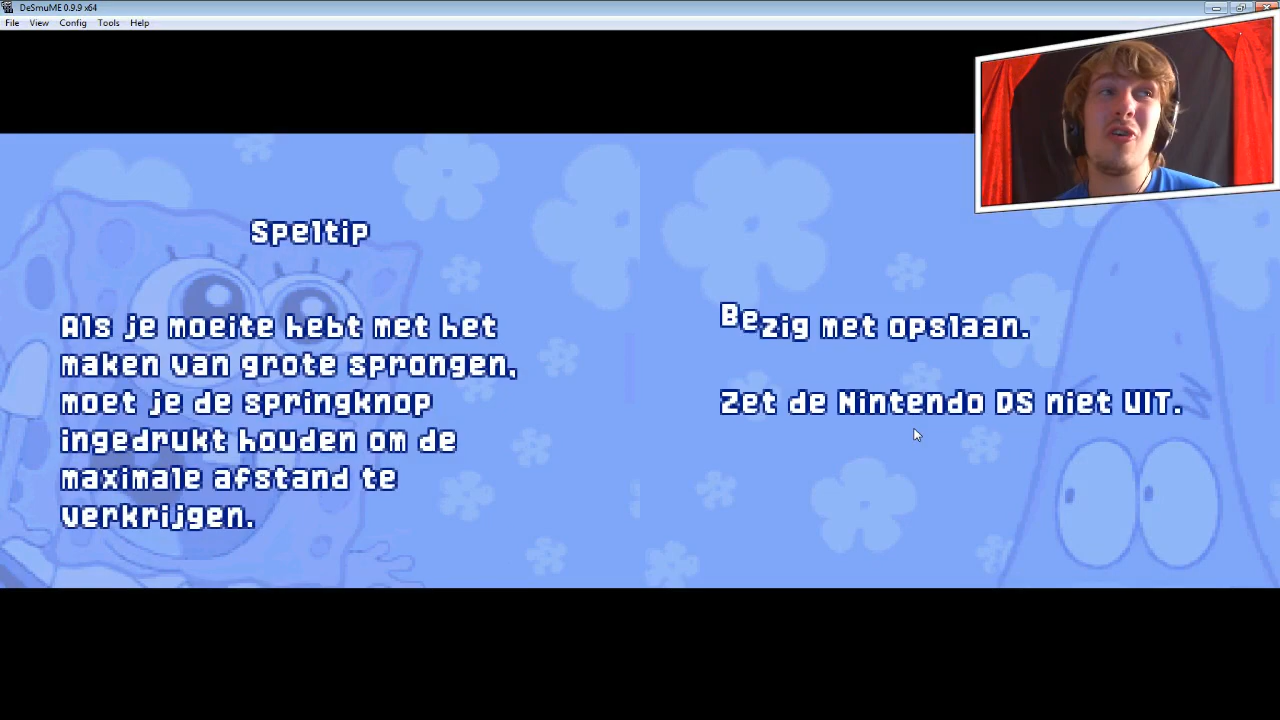 DeSmuME 0.9.9 x64
File View Config Tools Help
Speltip
Als je moeite hebt met het
maken van grote sprongen,
moet je de springknop
ingedrukt houden om de
maximale afstand te
verkrijgen.
Bezig met opslaan.
Zet de Nintendo DS niet UIT.